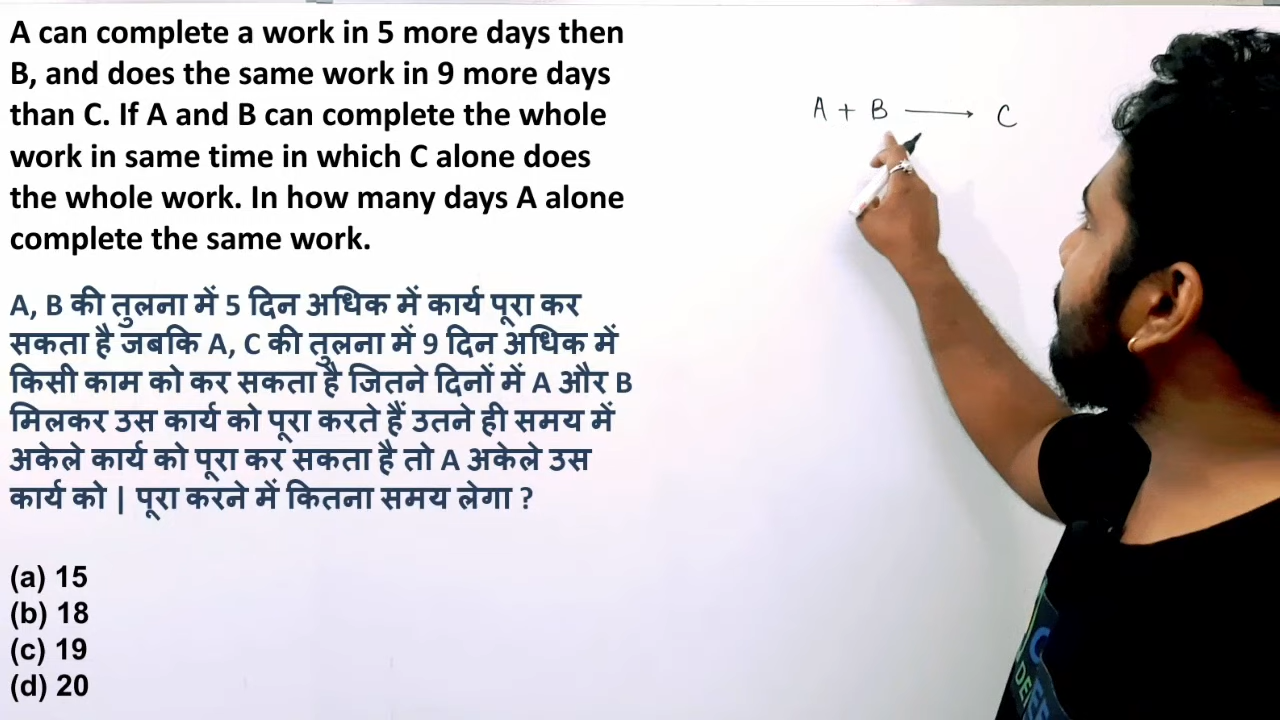 A can complete a work in 5 more days then
B, and does the same work in 9 more days
than C. If A and B can complete the whole
work in same time in which C alone does
the whole work. In how many days A alone
complete the same work.
A, B की तुलना में 5 दिन अधिक में कार्य पूरा कर
सकता है जबकि A, C की तुलना में 9 दिन अधिक में
किसी काम को कर सकता है जितने दिनों में A और B
मिलकर उस कार्य को पूरा करते हैं उतने ही समय में
अकेले कार्य को पूरा कर सकता है तो A अकेले उस
कार्य को | पूरा करने में कितना समय लेगा ?
(a) 15
(b) 18
(c) 19
(d) 20
A + B ⟶ C